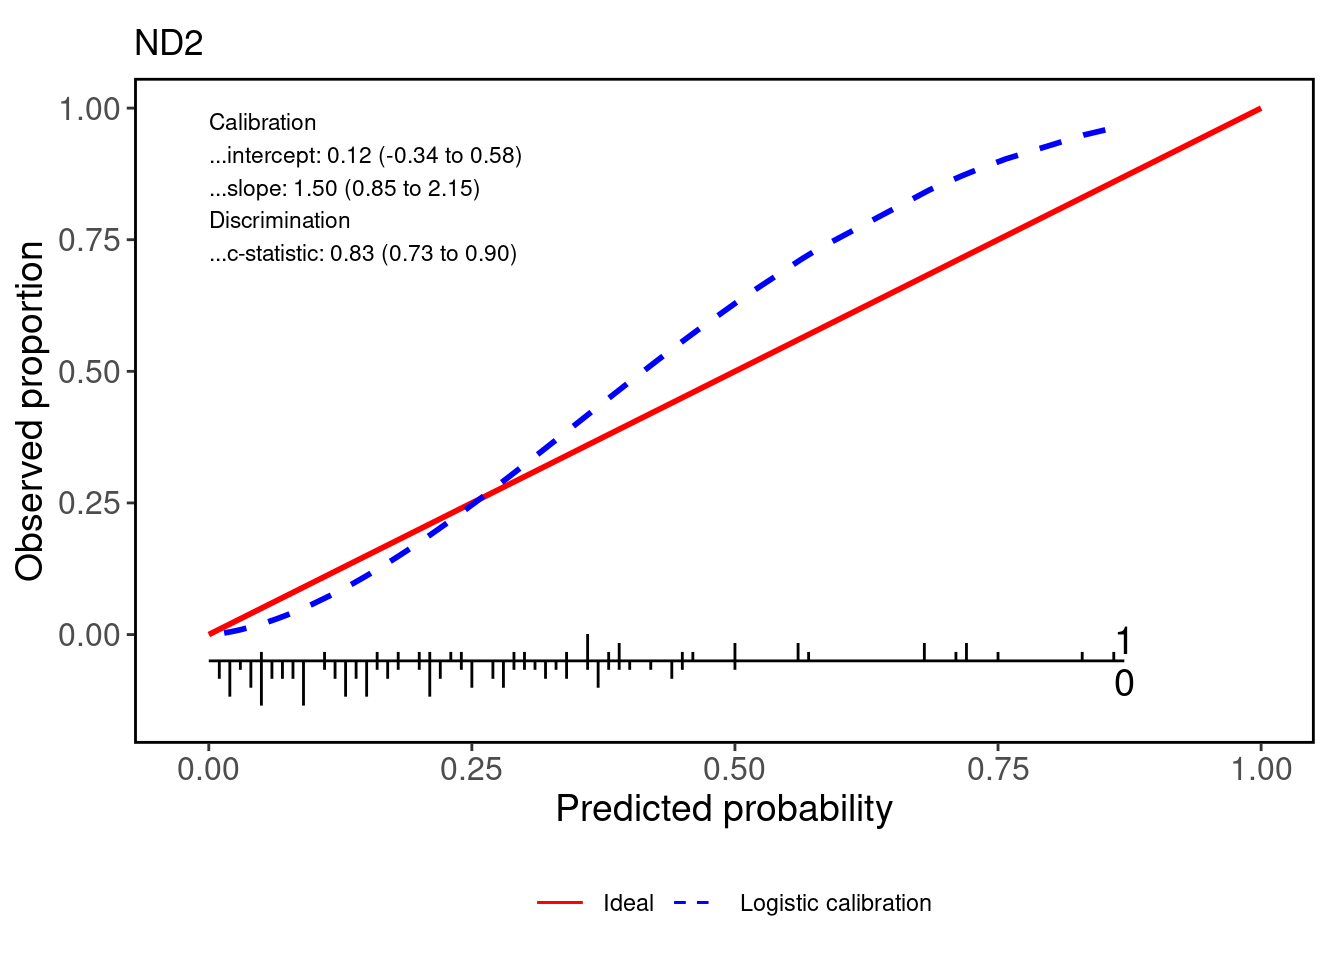 ND2
1.00
0.75
0.50
0.25
0.00
Observed proportion
Calibration
...intercept: 0.12 (-0.34 to 0.58)
...slope: 1.50 (0.85 to 2.15)
Discrimination
...c-statistic: 0.83 (0.73 to 0.90)
1
0
0.00 0.25 0.50 0.75 1.00
Predicted probability
Ideal Logistic calibration